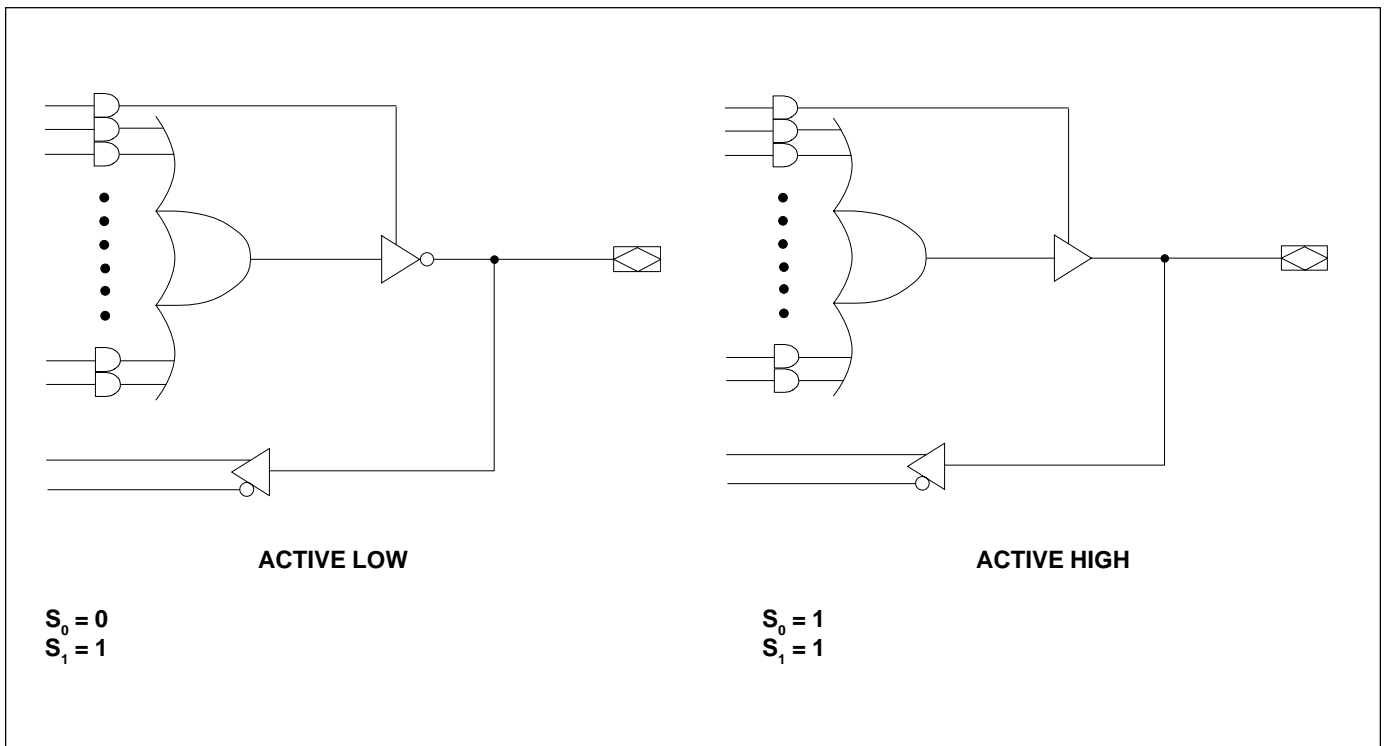 ACTIVE LOW
S₀ = 0
S₁ = 1
ACTIVE HIGH
S₀ = 1
S₁ = 1